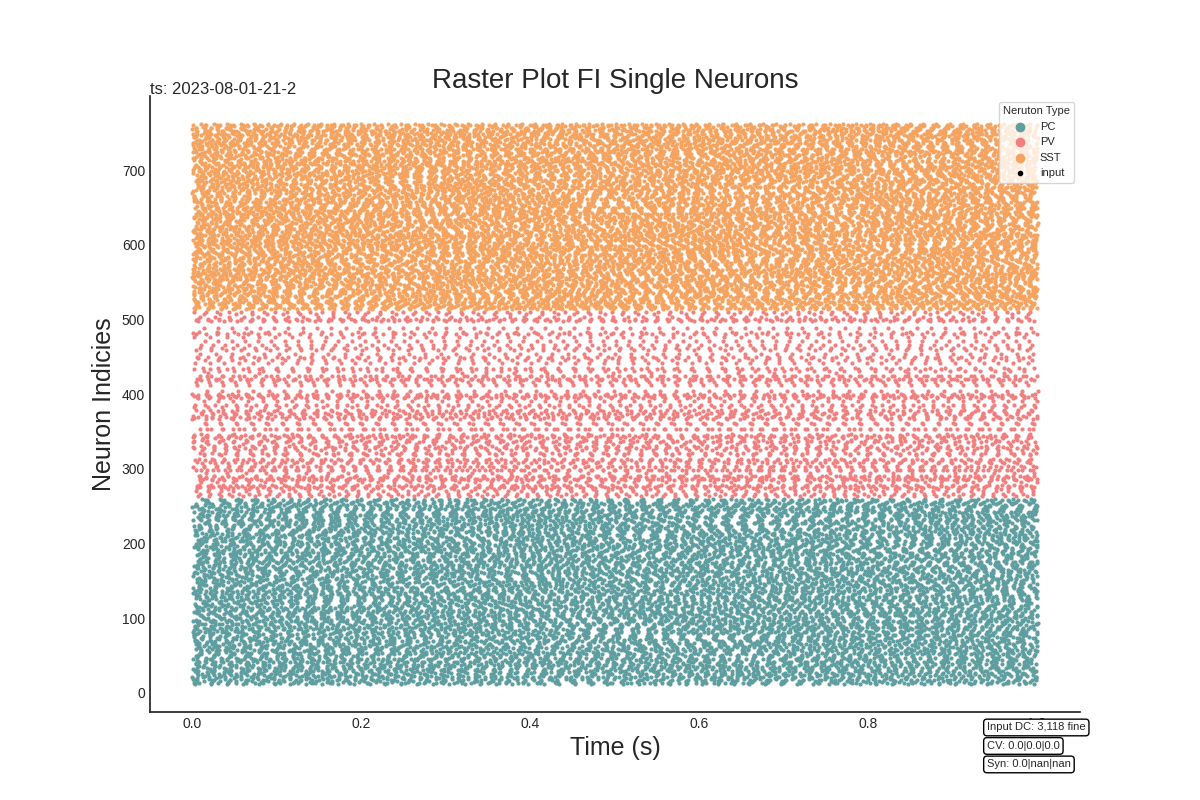 Raster Plot FI Single Neurons
ts: 2023-08-01-21-2
Neruton Type
PC
PV
SST
input
Neuron Indicies
700
600
500
400
300
200
100
0
0.0 0.2 0.4 0.6 0.8
Time (s)
Input DC: 3,118 fine
CV: 0.0|0.0|0.0
Syn: 0.0|nan|nan